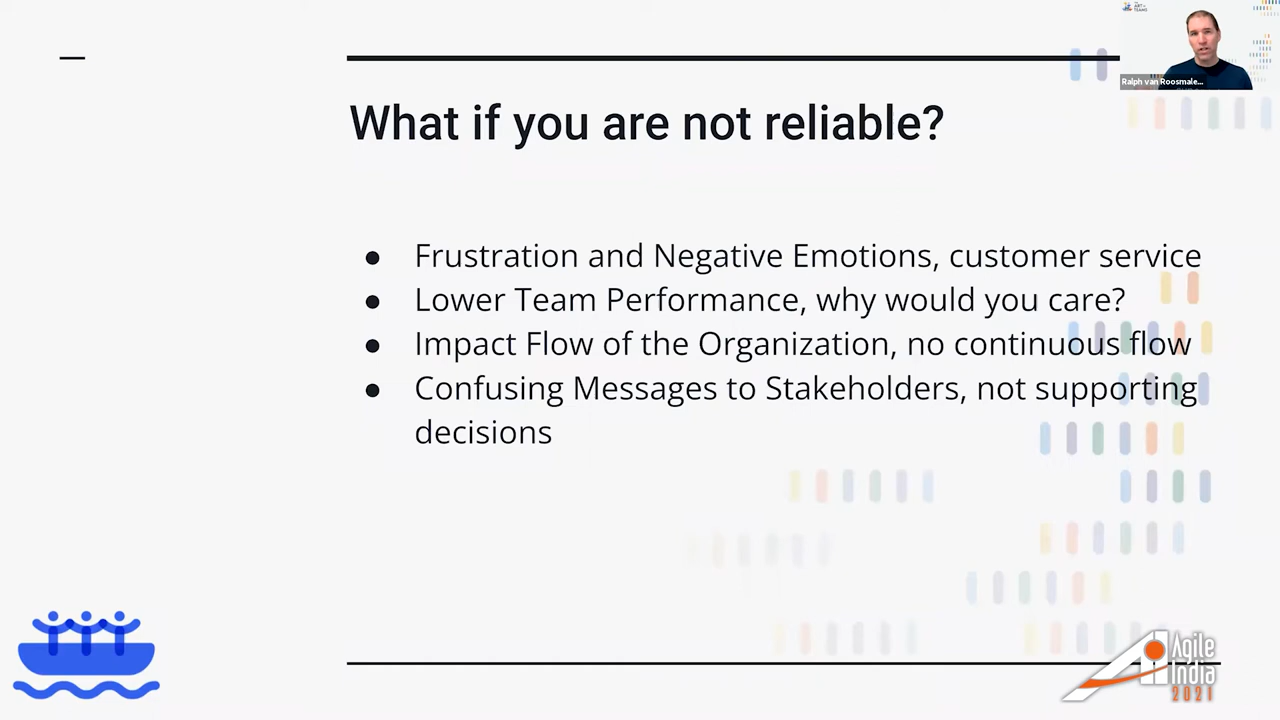 ART TEAMS
Ralph van Roosmale...
What if you are not reliable?
● Frustration and Negative Emotions, customer service
● Lower Team Performance, why would you care?
● Impact Flow of the Organization, no continuous flow
● Confusing Messages to Stakeholders, not supporting
decisions
Agile
India
2021